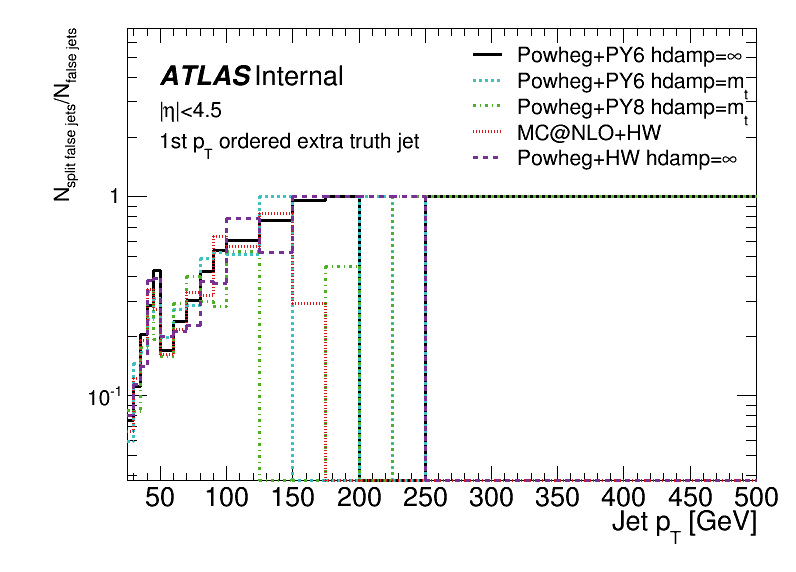 N_split false jets/N_false jets
ATLAS Internal
|η|<4.5
1st p_T ordered extra truth jet
Powheg+PY6 hdamp=∞
Powheg+PY6 hdamp=m_t
Powheg+PY8 hdamp=m_t
MC@NLO+HW
Powheg+HW hdamp=∞
1
10^-1
50 100 150 200 250 300 350 400 450 500
Jet p_T [GeV]